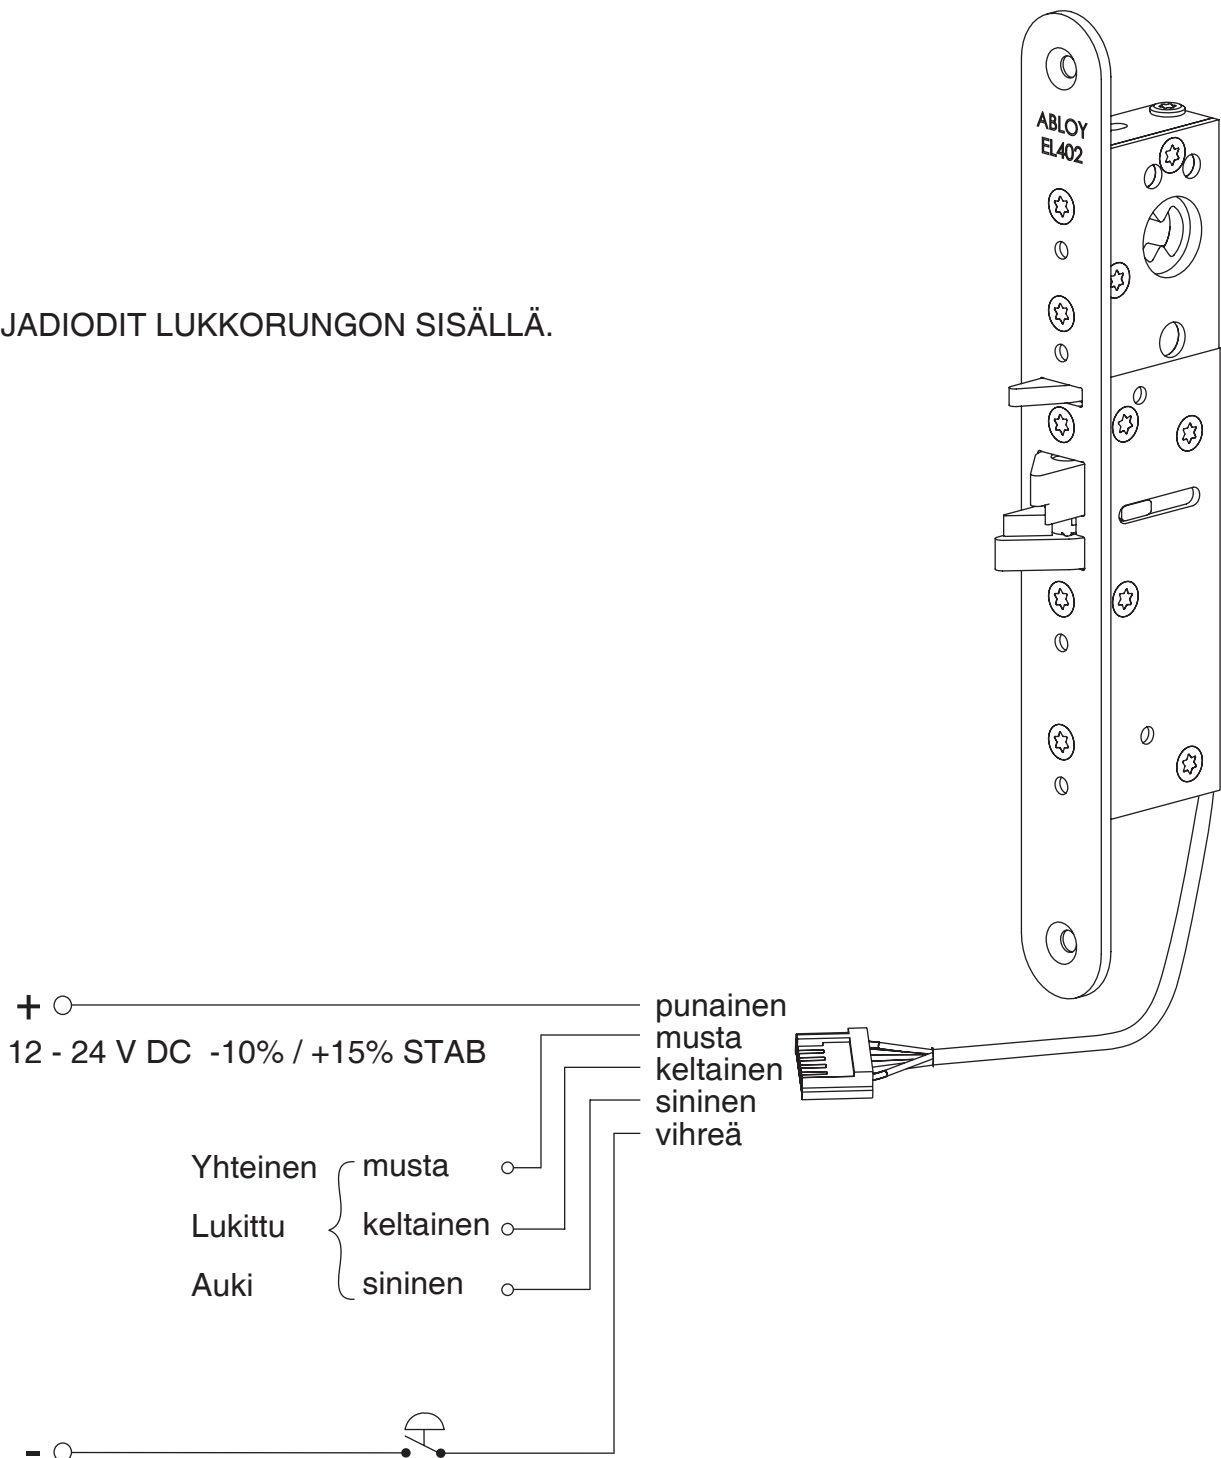 ABLOY
EL402
JADIODIT LUKKORUNGON SISÄLLÄ.
+ punainen
12 - 24 V DC -10% / +15% STAB
musta
keltainen
sininen
vihreä
Yhteinen musta
Lukittu keltainen
Auki sininen
-